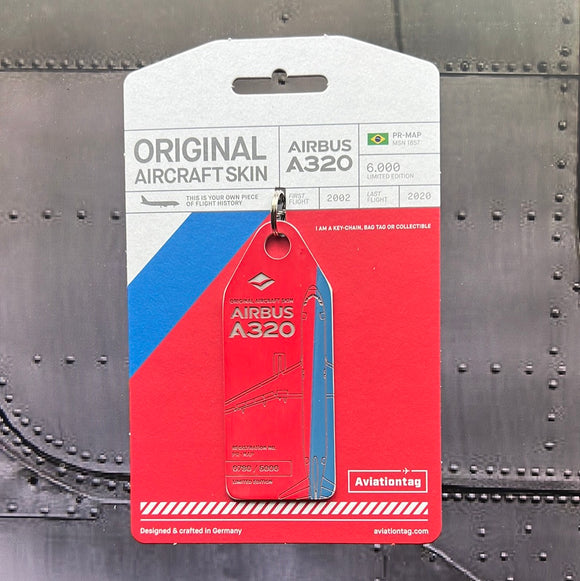 ORIGINAL
AIRCRAFT SKIN
AIRBUS
A320
PR-MAP
MSN 1857
6.000
LIMITED EDITION
THIS IS YOUR OWN PIECE
OF FLIGHT HISTORY
FIRST
FLIGHT
2002
LAST
FLIGHT
2020
I AM A KEY-CHAIN, BAG TAG OR COLLECTIBLE
ORIGINAL AIRCRAFT SKIN
AIRBUS
A320
REGISTRATION NO.
0780 / 6000
LIMITED EDITION
Aviationtag
Designed & crafted in Germany
aviationtag.com